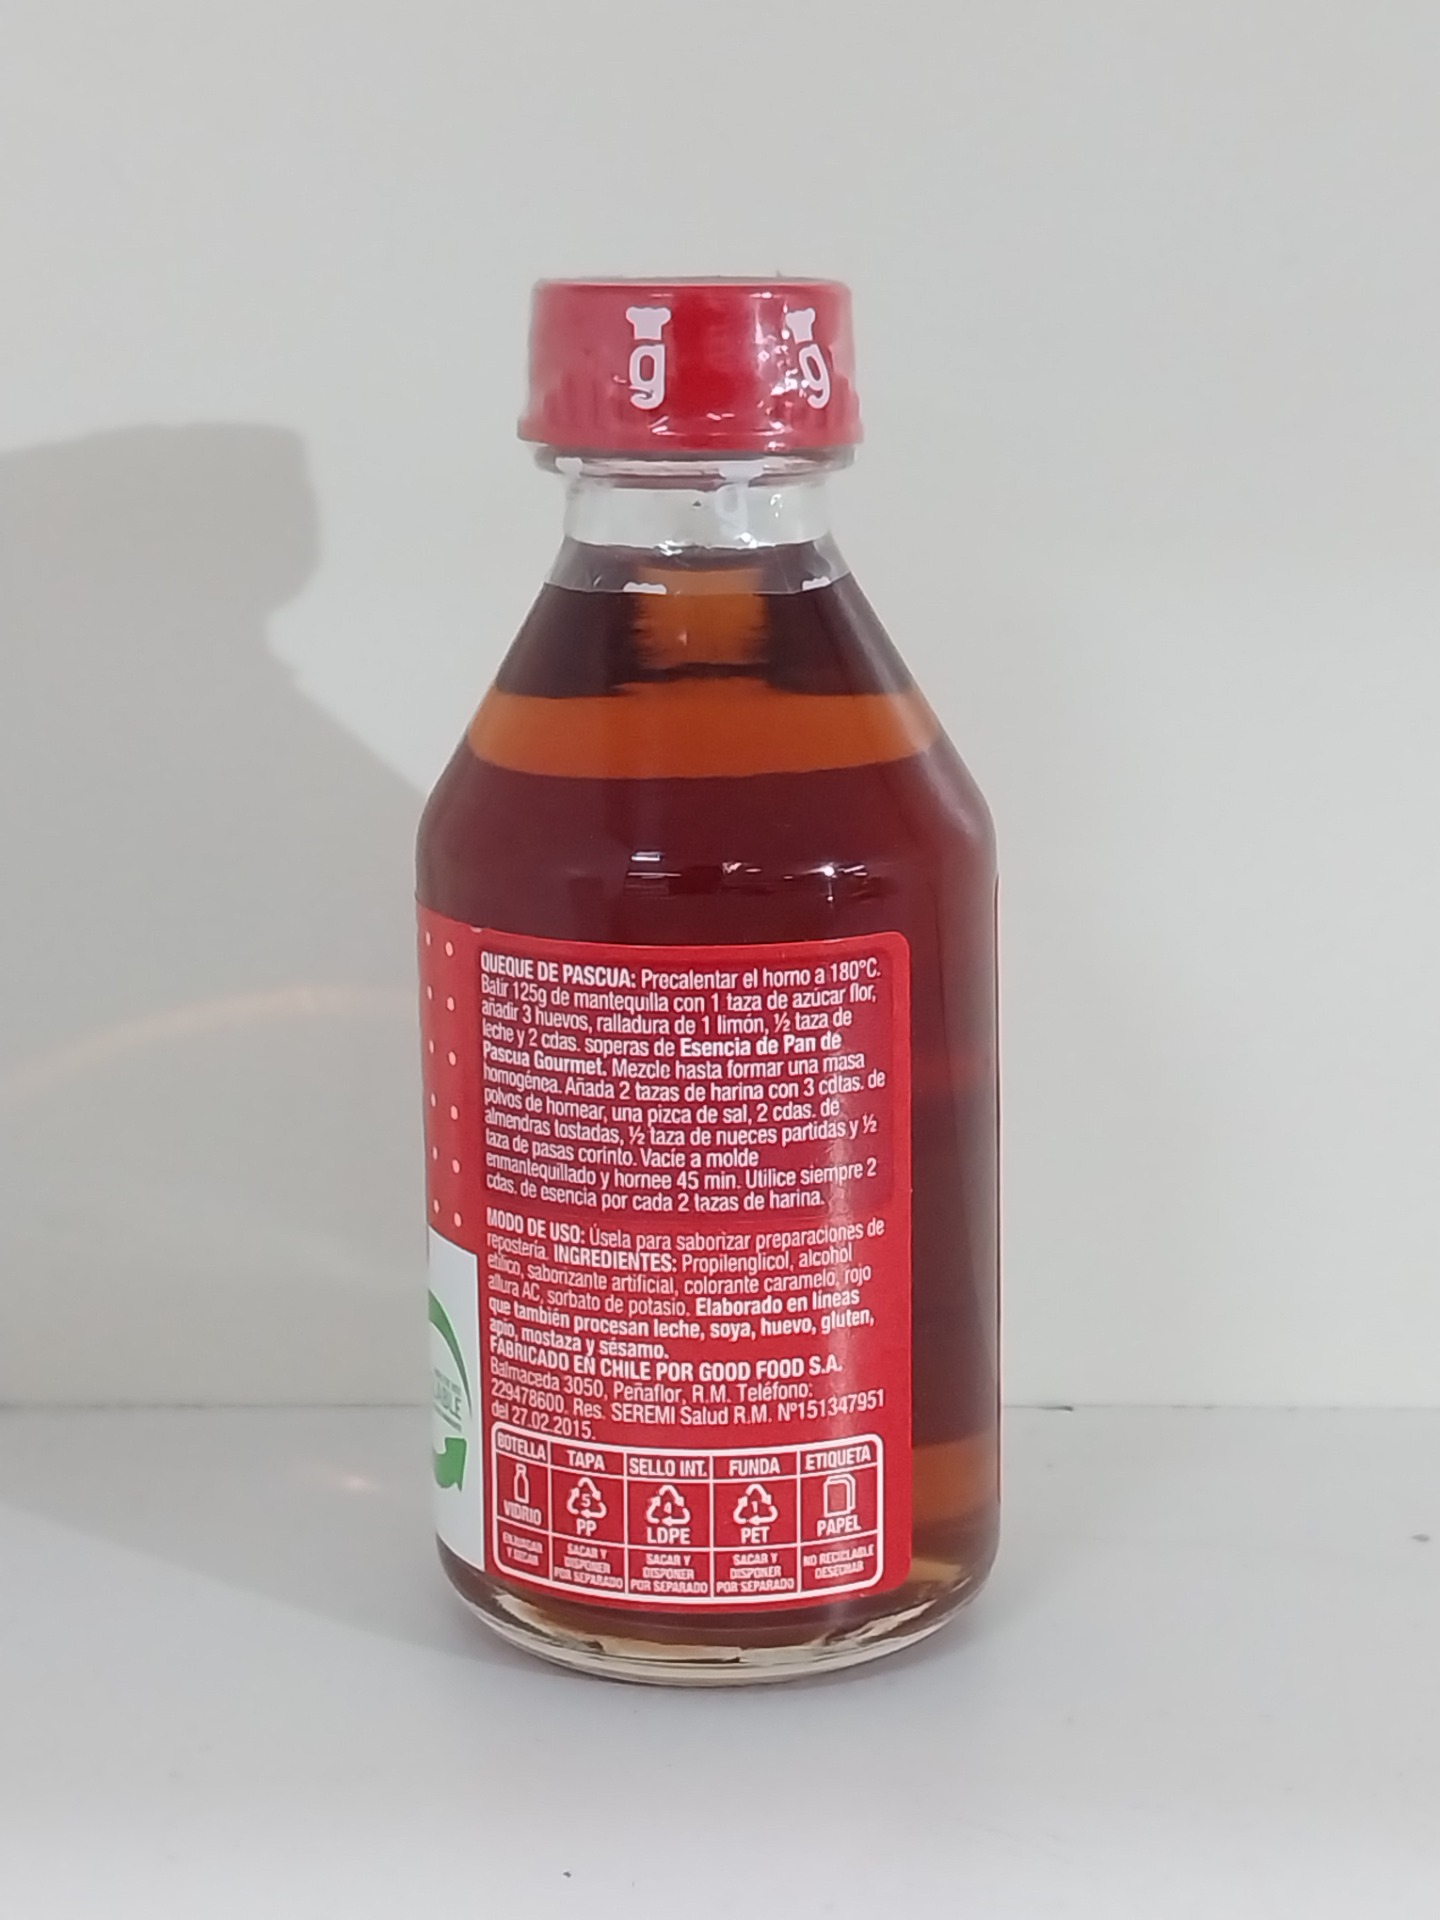 g g
QUEQUE DE PASCUA: Precalentar el horno a 180°C.
Batir 125g de mantequilla con 1 taza de azúcar flor,
añadir 3 huevos, ralladura de 1 limón, ½ taza de
leche y 2 cdas. soperas de Esencia de Pan de
Pascua Gourmet. Mezcle hasta formar una masa
homogénea. Añada 2 tazas de harina con 3 cdtas. de
polvos de hornear, una pizca de sal, 2 cdas. de
almendras tostadas, ½ taza de nueces partidas y ½
taza de pasas corinto. Vacíe a molde
enmantequillado y hornee 45 min. Utilice siempre 2
cdas. de esencia por cada 2 tazas de harina.
MODO DE USO: Úsela para saborizar preparaciones de
repostería. INGREDIENTES: Propilenglicol, alcohol
etílico, saborizante artificial, colorante caramelo, rojo
allura AC, sorbato de potasio. Elaborado en líneas
que también procesan leche, soya, huevo, gluten,
apio, mostaza y sésamo.
FABRICADO EN CHILE POR GOOD FOOD S.A.
Balmaceda 3050, Peñaflor, R.M. Teléfono:
229478600. Res. SEREMI Salud R.M. Nº151347951
del 27.02.2015.
BOTELLA TAPA SELLO INT. FUNDA ETIQUETA
5 4 1
VIDRIO PP LDPE PET PAPEL
ENJUAGAR Y SECAR
SACAR Y DISPONER POR SEPARADO
SACAR Y DISPONER POR SEPARADO
SACAR Y DISPONER POR SEPARADO
NO RECICLABLE DESECHAR